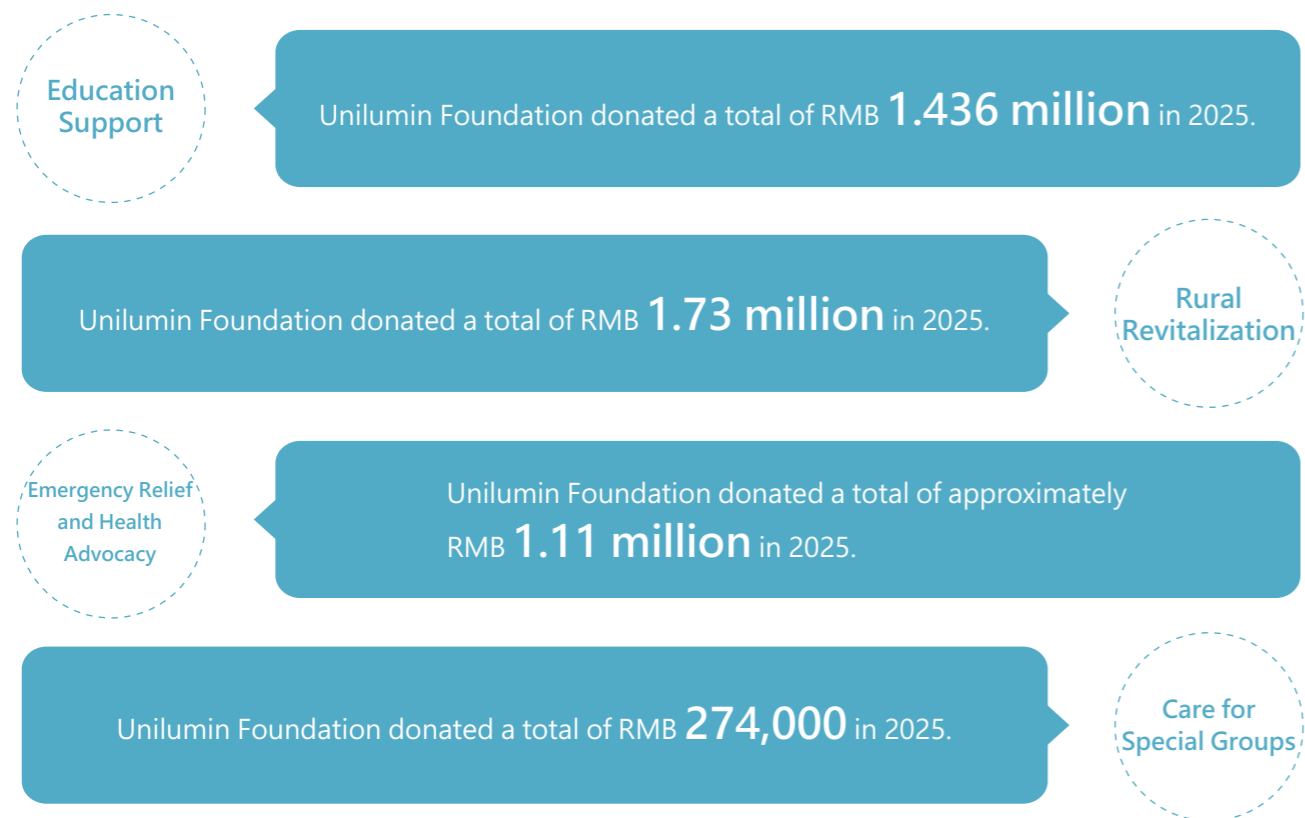 Education
Support
Unilumin Foundation donated a total of RMB 1.436 million in 2025.
Unilumin Foundation donated a total of RMB 1.73 million in 2025.
Rural
Revitalization
Emergency Relief
and Health
Advocacy
Unilumin Foundation donated a total of approximately
RMB 1.11 million in 2025.
Unilumin Foundation donated a total of RMB 274,000 in 2025.
Care for
Special Groups